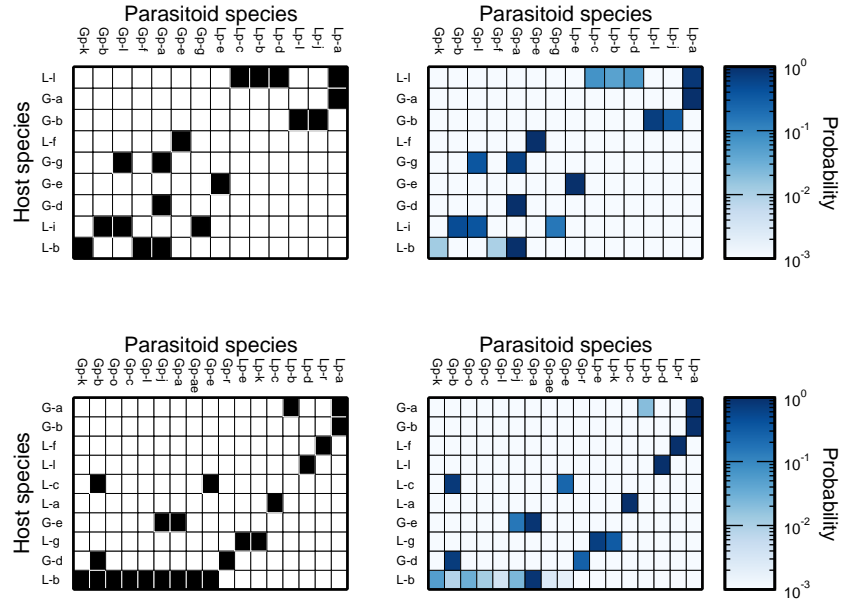 Parasitoid species
Gp-k Gp-b Gp-l Gp-f Gp-a Gp-e Gp-g Lp-e Lp-c Lp-b Lp-d Lp-l Lp-j Lp-a
Host species
L-l
G-a
G-b
L-f
G-g
G-e
G-d
L-i
L-b
Parasitoid species
Gp-k Gp-b Gp-l Gp-f Gp-a Gp-e Gp-g Lp-e Lp-c Lp-b Lp-d Lp-l Lp-j Lp-a
L-l
G-a
G-b
L-f
G-g
G-e
G-d
L-i
L-b
10^0
10^-1
10^-2
10^-3
Probability
Parasitoid species
Gp-k Gp-b Gp-o Gp-c Gp-l Gp-j Gp-a Gp-ae Gp-e Gp-r Lp-e Lp-k Lp-c Lp-b Lp-d Lp-r Lp-a
Host species
G-a
G-b
L-f
L-l
L-c
L-a
G-e
L-g
G-d
L-b
Parasitoid species
Gp-k Gp-b Gp-o Gp-c Gp-l Gp-j Gp-a Gp-ae Gp-e Gp-r Lp-e Lp-k Lp-c Lp-b Lp-d Lp-r Lp-a
G-a
G-b
L-f
L-l
L-c
L-a
G-e
L-g
G-d
L-b
10^0
10^-1
10^-2
10^-3
Probability